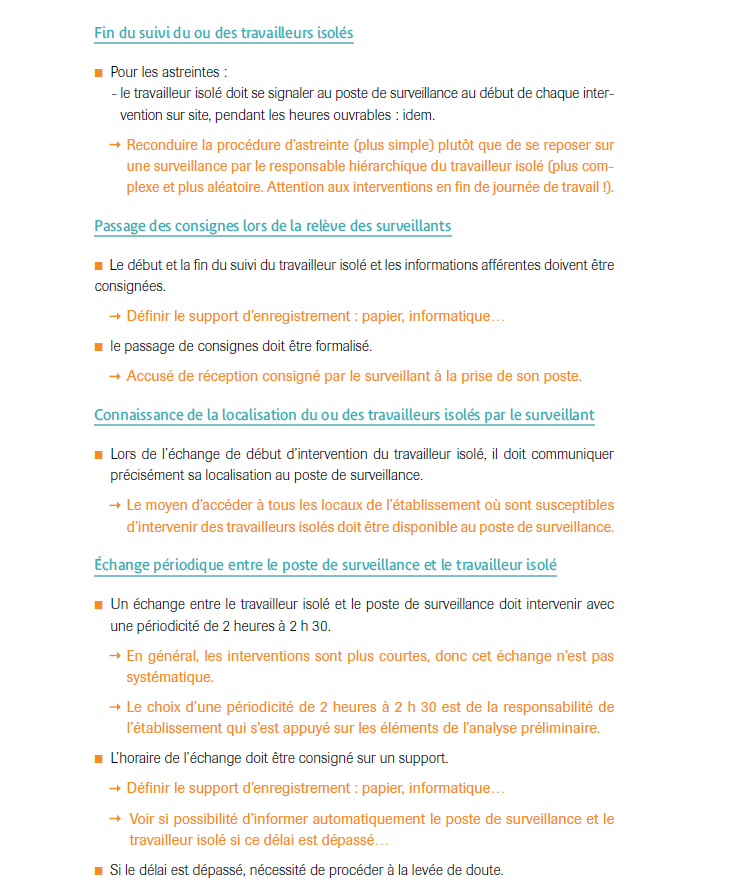 Fin du suivi du ou des travailleurs isolés
■ Pour les astreintes :
- le travailleur isolé doit se signaler au poste de surveillance au début de chaque inter-
vention sur site, pendant les heures ouvrables : idem.
→ Reconduire la procédure d'astreinte (plus simple) plutôt que de se reposer sur
une surveillance par le responsable hiérarchique du travailleur isolé (plus com-
plexe et plus aléatoire. Attention aux interventions en fin de journée de travail !).
Passage des consignes lors de la relève des surveillants
■ Le début et la fin du suivi du travailleur isolé et les informations afférentes doivent être
consignées.
→ Définir le support d'enregistrement : papier, informatique…
■ le passage de consignes doit être formalisé.
→ Accusé de réception consigné par le surveillant à la prise de son poste.
Connaissance de la localisation du ou des travailleurs isolés par le surveillant
■ Lors de l'échange de début d'intervention du travailleur isolé, il doit communiquer
précisément sa localisation au poste de surveillance.
→ Le moyen d'accéder à tous les locaux de l'établissement où sont susceptibles
d'intervenir des travailleurs isolés doit être disponible au poste de surveillance.
Échange périodique entre le poste de surveillance et le travailleur isolé
■ Un échange entre le travailleur isolé et le poste de surveillance doit intervenir avec
une périodicité de 2 heures à 2 h 30.
→ En général, les interventions sont plus courtes, donc cet échange n'est pas
systématique.
→ Le choix d'une périodicité de 2 heures à 2 h 30 est de la responsabilité de
l'établissement qui s'est appuyé sur les éléments de l'analyse préliminaire.
■ L'horaire de l'échange doit être consigné sur un support.
→ Définir le support d'enregistrement : papier, informatique…
→ Voir si possibilité d'informer automatiquement le poste de surveillance et le
travailleur isolé si ce délai est dépassé…
■ Si le délai est dépassé, nécessité de procéder à la levée de doute.